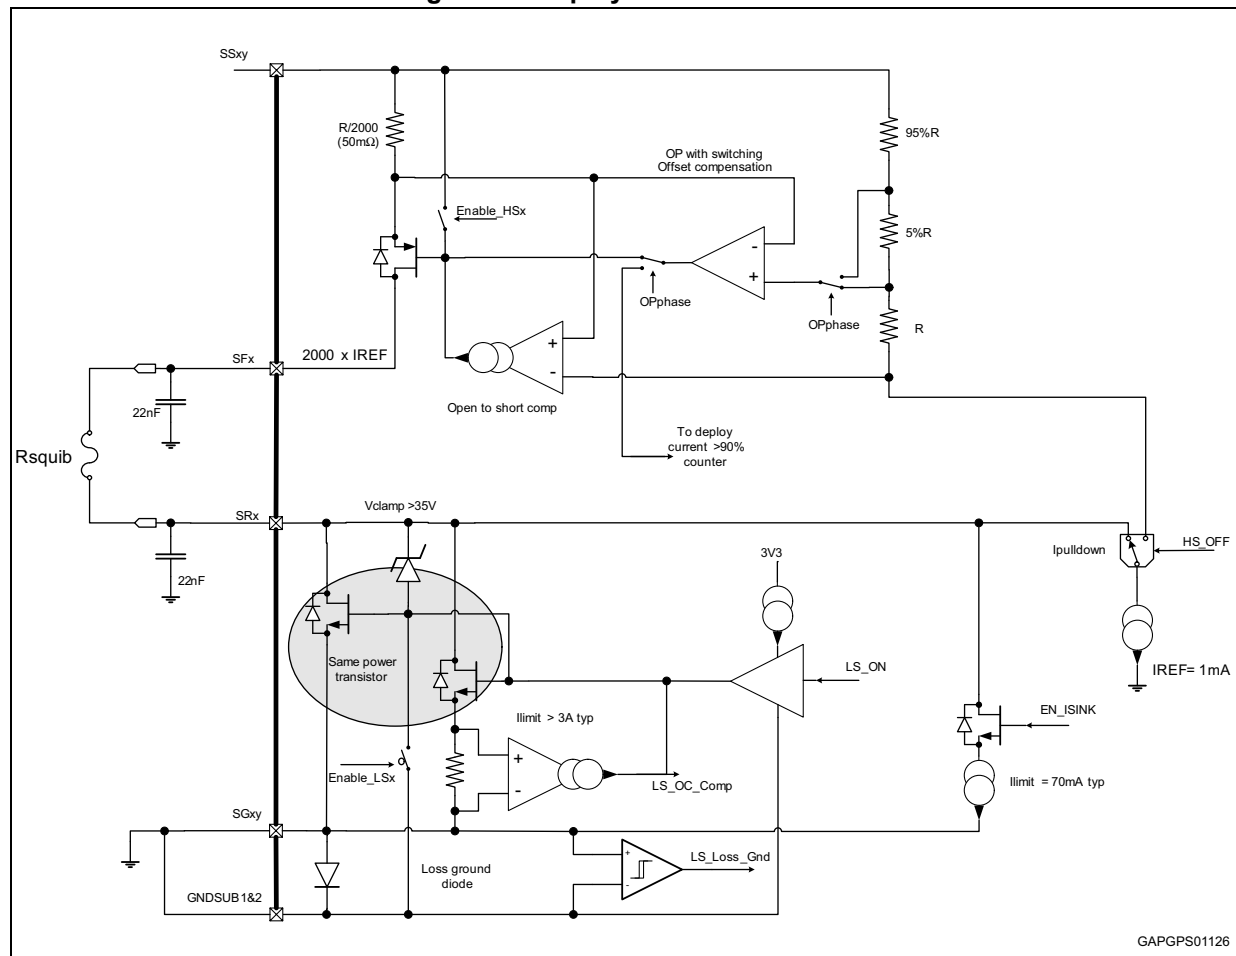 SSxy
R/2000
(50mΩ)
95%R
OP with switching
Offset compensation
Enable_HSx
5%R
-
+
OPphase
OPphase
R
SFx
2000 x IREF
+
-
22nF
Open to short comp
To deploy
current >90%
counter
Rsquib
SRx
Vclamp >35V
Ipulldown
HS_OFF
3V3
22nF
Same power
transistor
LS_ON
IREF= 1mA
Ilimit > 3A typ
EN_ISINK
+
-
Enable_LSx
LS_OC_Comp
Ilimit = 70mA typ
SGxy
Loss ground
diode
+
-
LS_Loss_Gnd
GNDSUB1&2
GAPGPS01126